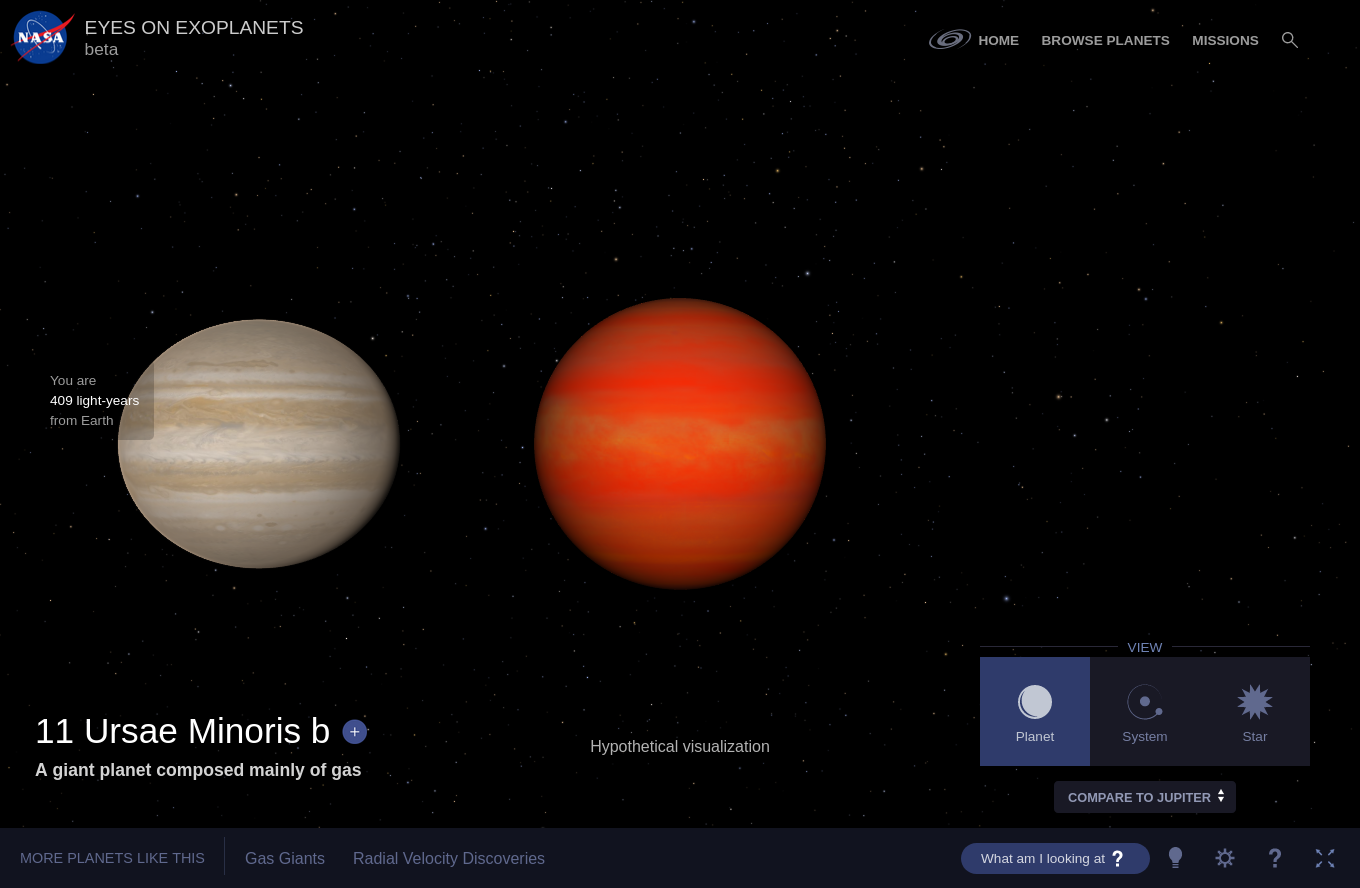 NASA
EYES ON EXOPLANETS
beta
HOME BROWSE PLANETS MISSIONS
You are
409 light-years
from Earth
VIEW
Planet System Star
11 Ursae Minoris b +
A giant planet composed mainly of gas
Hypothetical visualization
COMPARE TO JUPITER
MORE PLANETS LIKE THIS Gas Giants Radial Velocity Discoveries What am I looking at ? ?